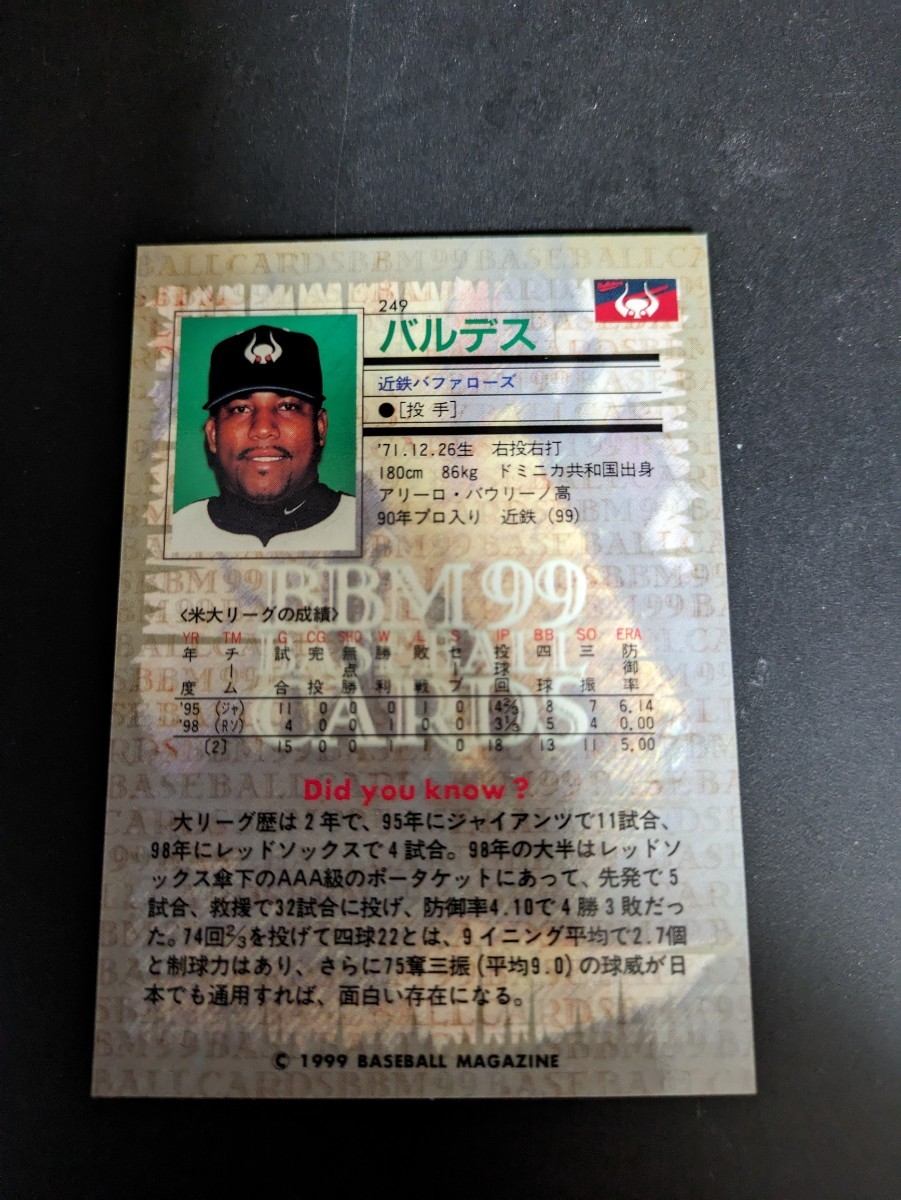 249
バルデス
近鉄バファローズ
●[投手]
'71.12.26生 右投右打
180cm 86kg ドミニカ共和国出身
アリーロ・パウリーノ高
90年プロ入り 近鉄(99)
BBM 99
BASEBALL
CARDS
〈米大リーグの成績〉
YR TM G CG SHO W L S IP BB SO ERA
年度 チーム 試合 完投 無点勝 勝利 敗戦 セーブ 投球回 四球 三振 防御率
'95 (ジャ) 11 0 0 0 1 0 14⅔ 8 7 6.14
'98 (Rソ) 4 0 0 1 0 0 3⅓ 5 4 0.00
〔2〕 15 0 0 1 1 0 18 13 11 5.00
Did you know ?
大リーグ歴は2年で、95年にジャイアンツで11試合、
98年にレッドソックスで4試合。98年の大半はレッドソ
ックス傘下のAAA級のポータケットにあって、先発で5
試合、救援で32試合に投げ、防御率4.10で4勝3敗だっ
た。74回⅔を投げて四球22とは、9イニング平均で2.7個
と制球力はあり、さらに75奪三振(平均9.0)の球威が日
本でも通用すれば、面白い存在になる。
© 1999 BASEBALL MAGAZINE